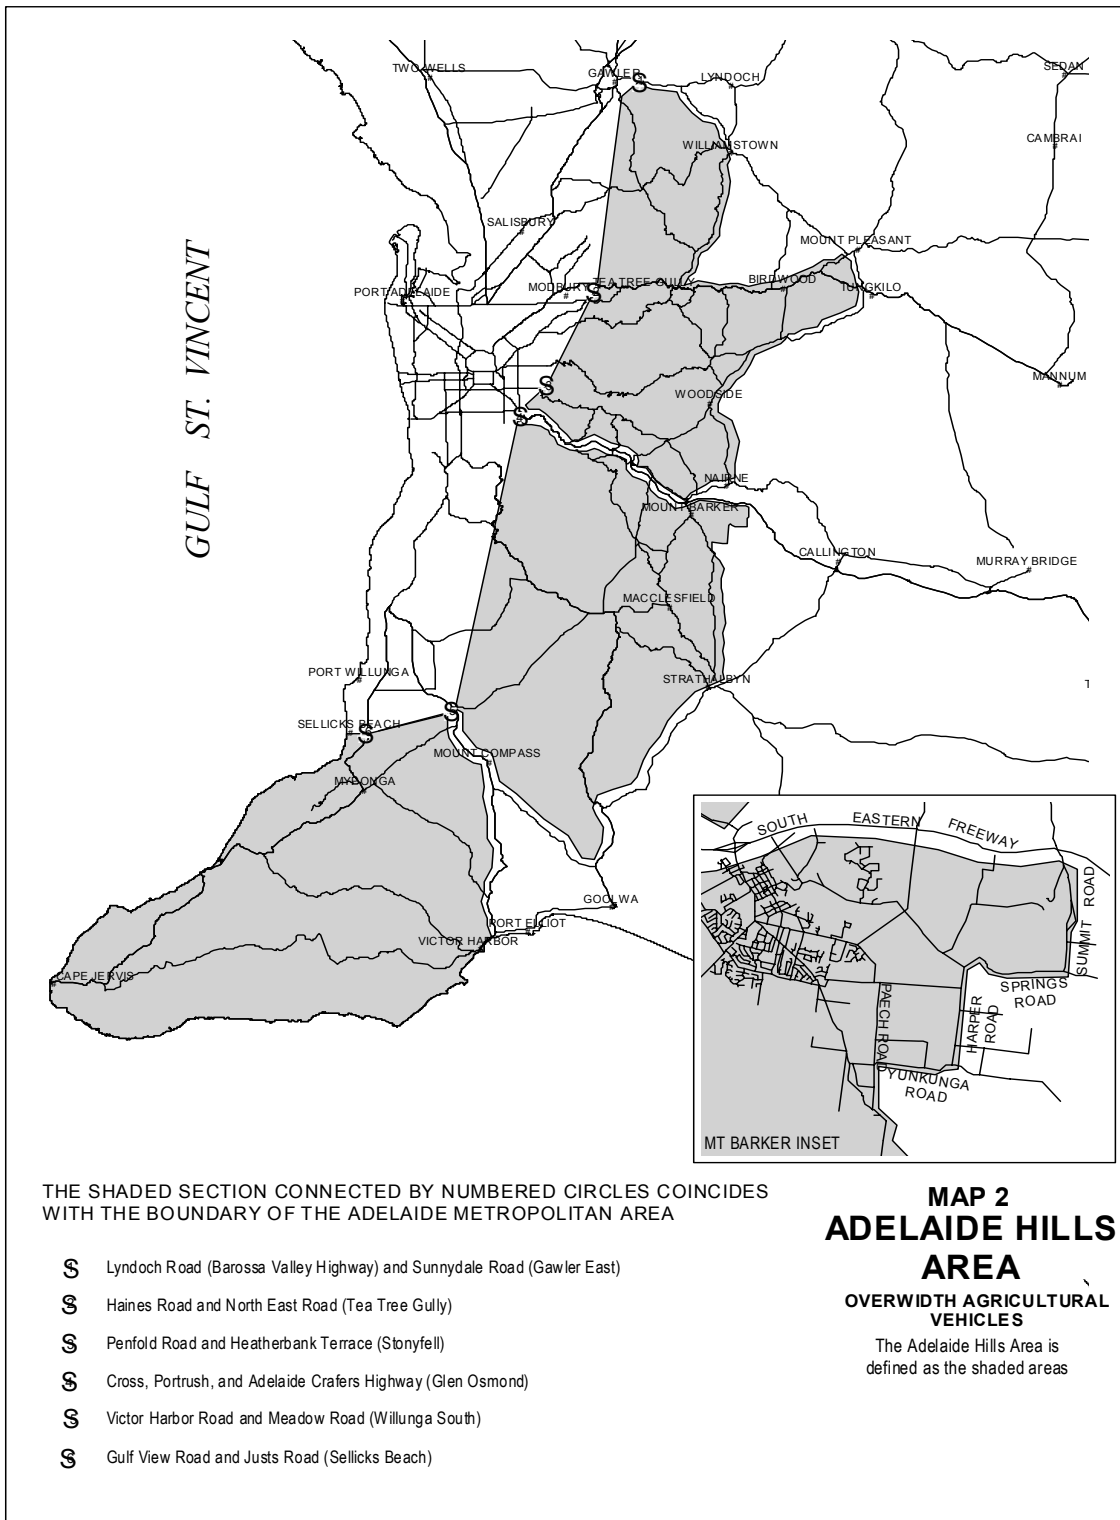 TWO WELLS
GAWLER
LYNDOCH
SEDAN
CAMBRAI
WILLIAMSTOWN
SALISBURY
MOUNT PLEASANT
PORT ADELAIDE
MODBURY
TEA TREE GULLY
BIRDWOOD
TUNGKILO
GULF ST. VINCENT
MANNUM
WOODSIDE
NAIRNE
MOUNT BARKER
CALLINGTON
MURRAY BRIDGE
MACCLESFIELD
PORT WILLUNGA
STRATHALBYN
T
SELLICKS BEACH
MOUNT COMPASS
MYPONGA
GOOLWA
PORT ELLIOT
VICTOR HARBOR
CAPE JERVIS
SOUTH EASTERN FREEWAY
SUMMIT ROAD
SPRINGS
ROAD
HARPER
ROAD
PAECH ROAD
YUNKUNGA
ROAD
MT BARKER INSET
THE SHADED SECTION CONNECTED BY NUMBERED CIRCLES COINCIDES
WITH THE BOUNDARY OF THE ADELAIDE METROPOLITAN AREA
Lyndoch Road (Barossa Valley Highway) and Sunnydale Road (Gawler East)
Haines Road and North East Road (Tea Tree Gully)
Penfold Road and Heatherbank Terrace (Stonyfell)
Cross, Portrush, and Adelaide Crafers Highway (Glen Osmond)
Victor Harbor Road and Meadow Road (Willunga South)
Gulf View Road and Justs Road (Sellicks Beach)
MAP 2
ADELAIDE HILLS
AREA
OVERWIDTH AGRICULTURAL
VEHICLES
The Adelaide Hills Area is
defined as the shaded areas